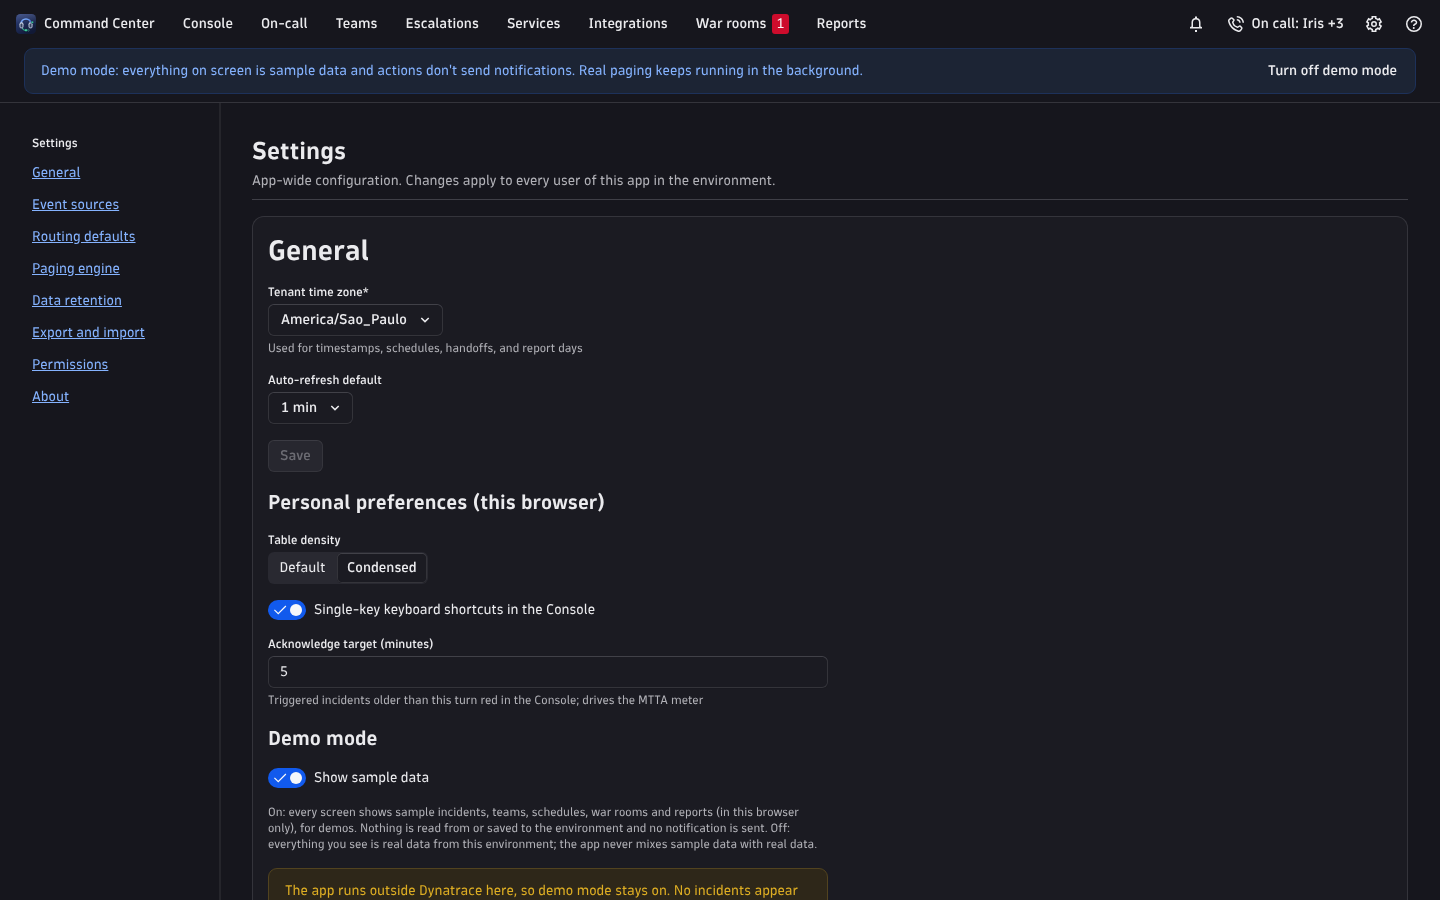 Command Center
Console
On-call
Teams
Escalations
Services
Integrations
War rooms 1
Reports
On call: Iris +3
Demo mode: everything on screen is sample data and actions don't send notifications. Real paging keeps running in the background.
Turn off demo mode
Settings
General
Event sources
Routing defaults
Paging engine
Data retention
Export and import
Permissions
About
Settings
App-wide configuration. Changes apply to every user of this app in the environment.
General
Tenant time zone*
America/Sao_Paulo
Used for timestamps, schedules, handoffs, and report days
Auto-refresh default
1 min
Save
Personal preferences (this browser)
Table density
Default
Condensed
Single-key keyboard shortcuts in the Console
Acknowledge target (minutes)
5
Triggered incidents older than this turn red in the Console; drives the MTTA meter
Demo mode
Show sample data
On: every screen shows sample incidents, teams, schedules, war rooms and reports (in this browser
only), for demos. Nothing is read from or saved to the environment and no notification is sent. Off:
everything you see is real data from this environment; the app never mixes sample data with real data.
The app runs outside Dynatrace here, so demo mode stays on. No incidents appear